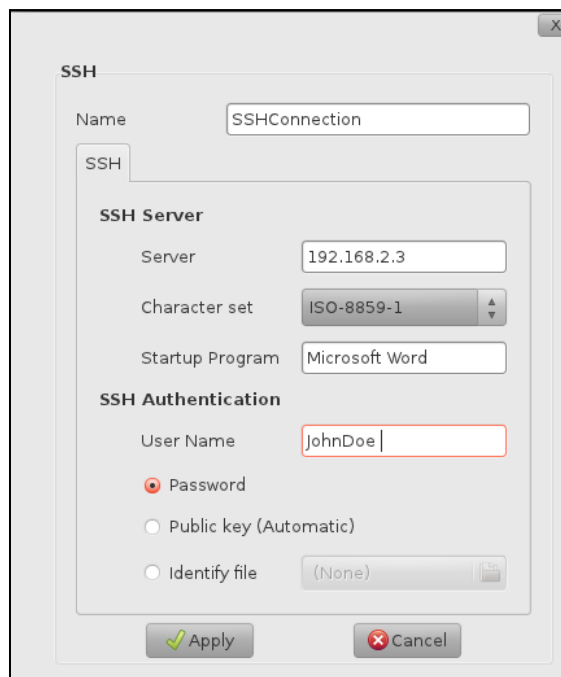 X
SSH
Name SSHConnection
SSH
SSH Server
Server 192.168.2.3
Character set ISO-8859-1
Startup Program Microsoft Word
SSH Authentication
User Name JohnDoe
Password
Public key (Automatic)
Identify file (None)
Apply Cancel